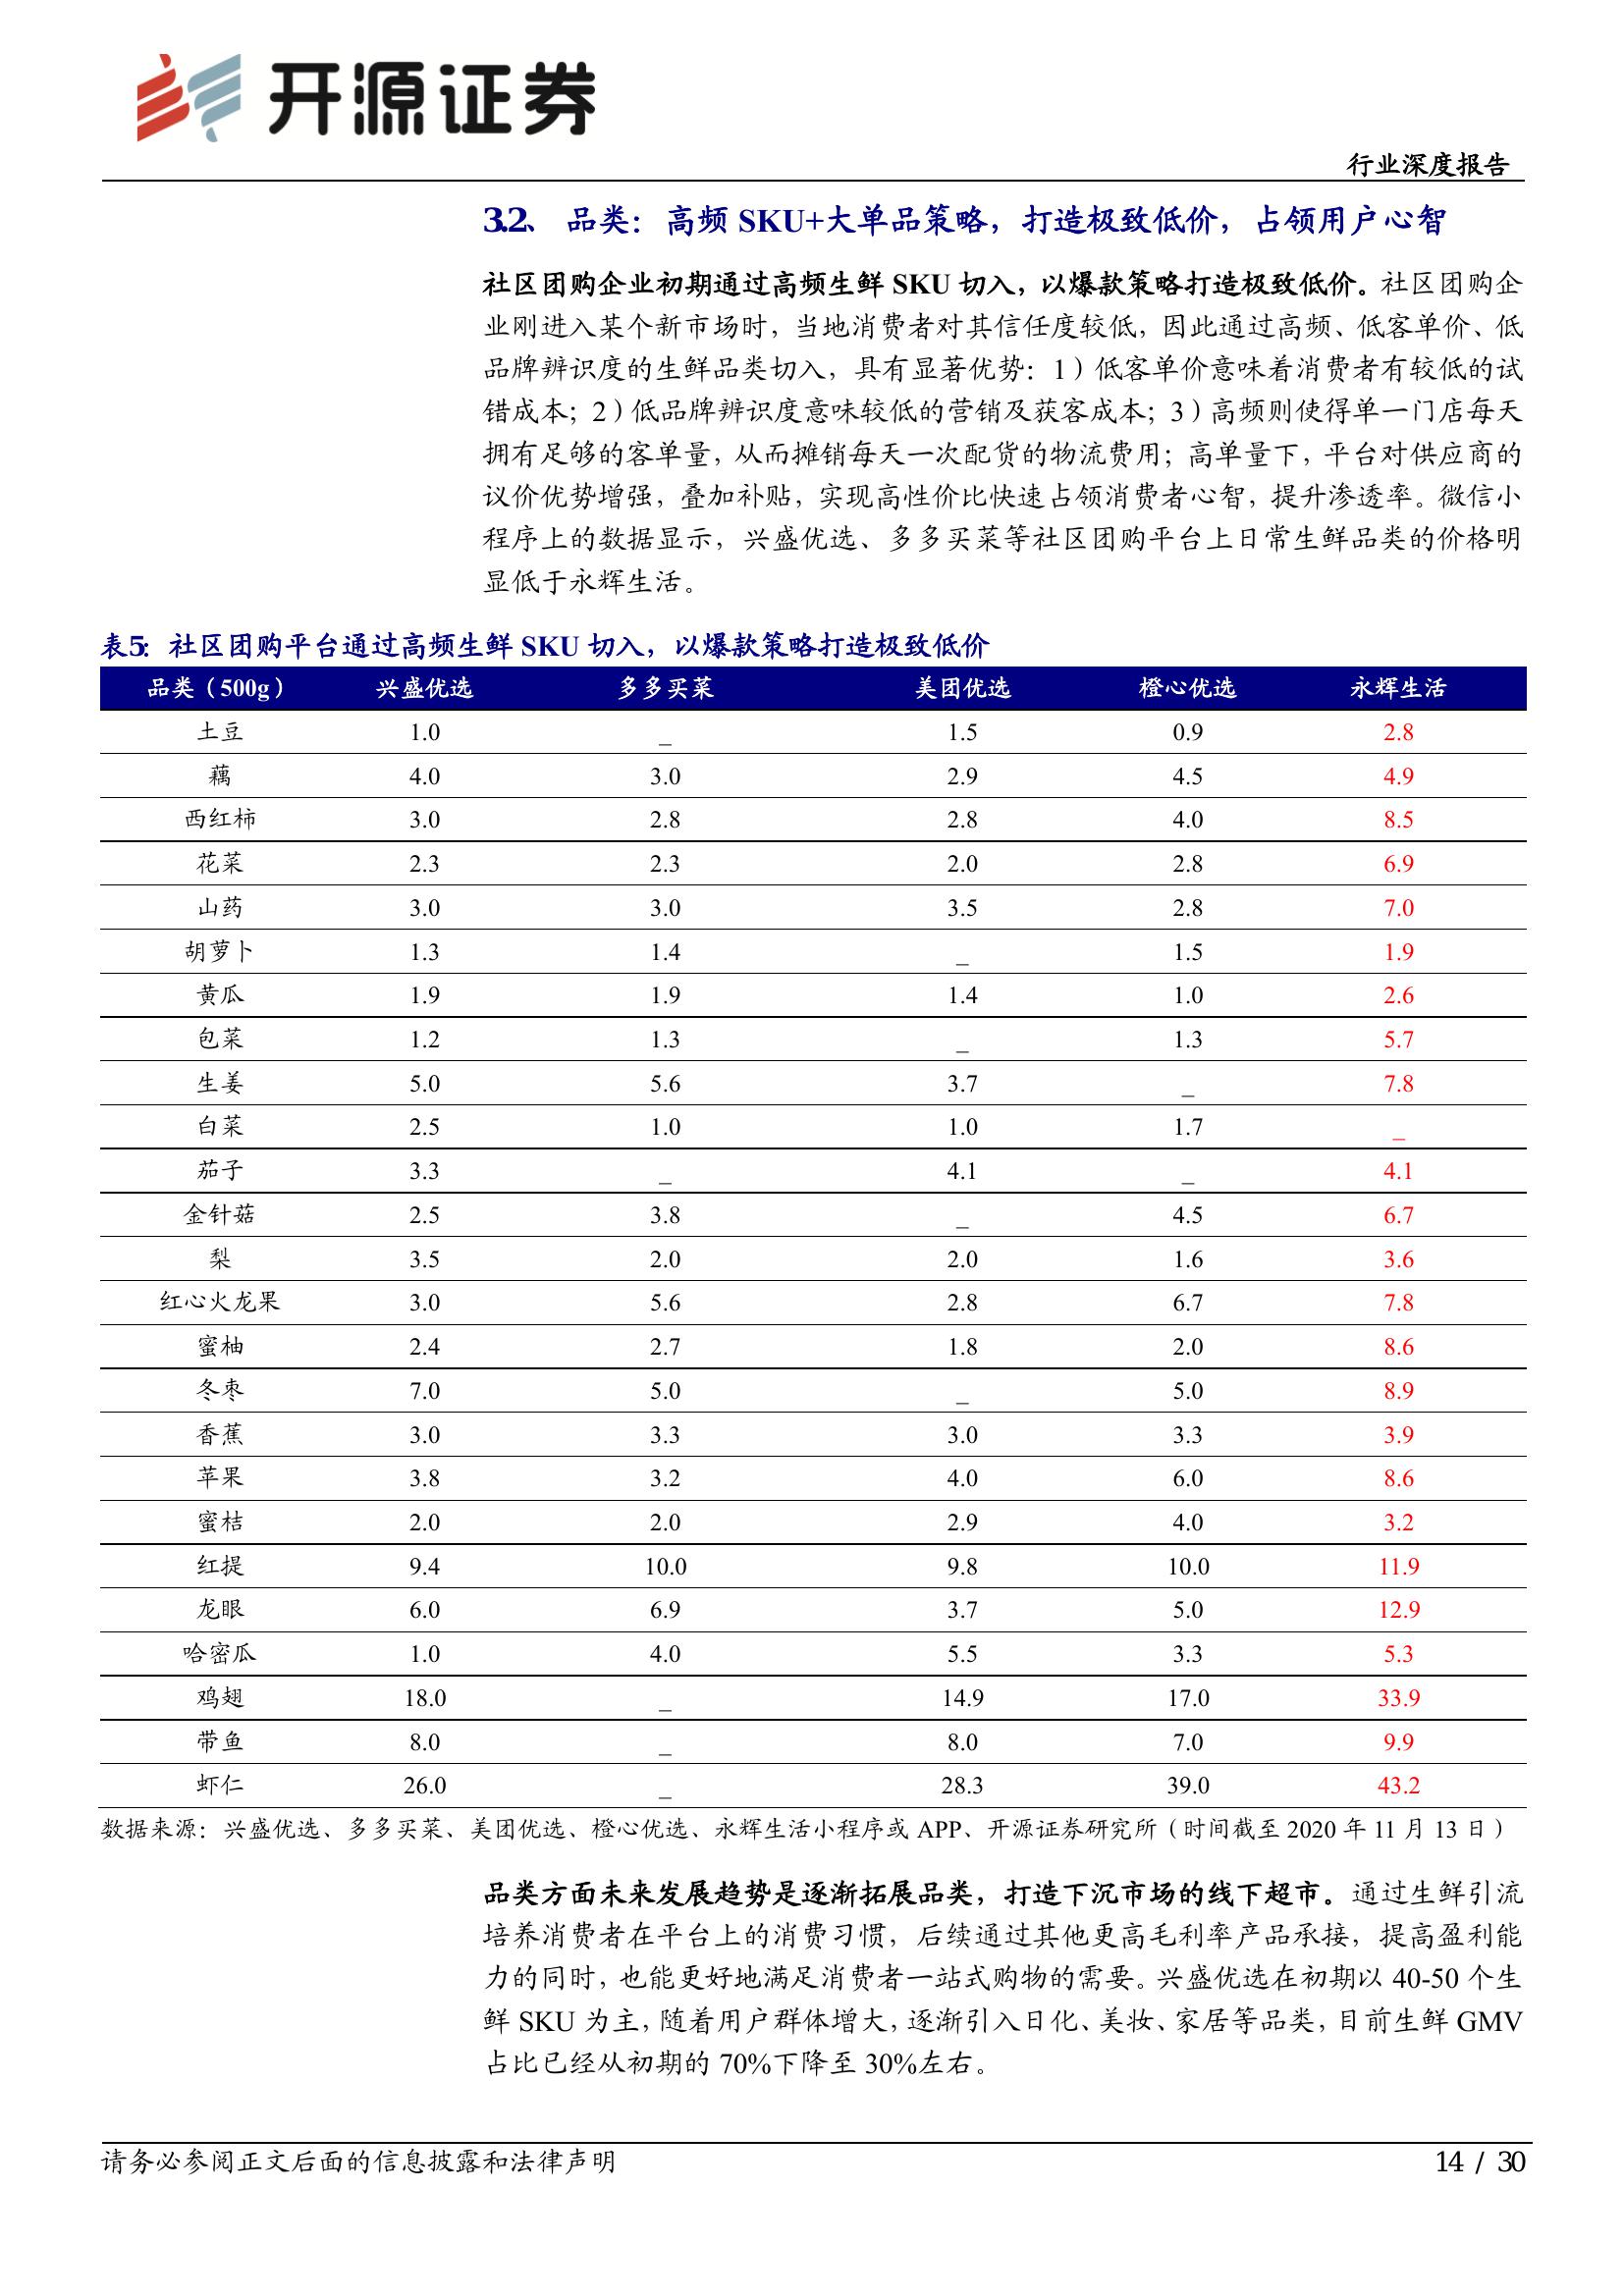 开源证券
行业深度报告
3.2、 品类：高频 SKU+大单品策略，打造极致低价，占领用户心智
社区团购企业初期通过高频生鲜 SKU 切入，以爆款策略打造极致低价。社区团购企
业刚进入某个新市场时，当地消费者对其信任度较低，因此通过高频、低客单价、低
品牌辨识度的生鲜品类切入，具有显著优势：1）低客单价意味着消费者有较低的试
错成本；2）低品牌辨识度意味较低的营销及获客成本；3）高频则使得单一门店每天
拥有足够的客单量，从而摊销每天一次配货的物流费用；高单量下，平台对供应商的
议价优势增强，叠加补贴，实现高性价比快速占领消费者心智，提升渗透率。微信小
程序上的数据显示，兴盛优选、多多买菜等社区团购平台上日常生鲜品类的价格明
显低于永辉生活。
表5：社区团购平台通过高频生鲜 SKU 切入，以爆款策略打造极致低价
品类（500g） 兴盛优选 多多买菜 美团优选 橙心优选 永辉生活
土豆 1.0 _ 1.5 0.9 2.8
藕 4.0 3.0 2.9 4.5 4.9
西红柿 3.0 2.8 2.8 4.0 8.5
花菜 2.3 2.3 2.0 2.8 6.9
山药 3.0 3.0 3.5 2.8 7.0
胡萝卜 1.3 1.4 _ 1.5 1.9
黄瓜 1.9 1.9 1.4 1.0 2.6
包菜 1.2 1.3 _ 1.3 5.7
生姜 5.0 5.6 3.7 _ 7.8
白菜 2.5 1.0 1.0 1.7 _
茄子 3.3 _ 4.1 _ 4.1
金针菇 2.5 3.8 _ 4.5 6.7
梨 3.5 2.0 2.0 1.6 3.6
红心火龙果 3.0 5.6 2.8 6.7 7.8
蜜柚 2.4 2.7 1.8 2.0 8.6
冬枣 7.0 5.0 _ 5.0 8.9
香蕉 3.0 3.3 3.0 3.3 3.9
苹果 3.8 3.2 4.0 6.0 8.6
蜜桔 2.0 2.0 2.9 4.0 3.2
红提 9.4 10.0 9.8 10.0 11.9
龙眼 6.0 6.9 3.7 5.0 12.9
哈密瓜 1.0 4.0 5.5 3.3 5.3
鸡翅 18.0 _ 14.9 17.0 33.9
带鱼 8.0 _ 8.0 7.0 9.9
虾仁 26.0 _ 28.3 39.0 43.2
数据来源：兴盛优选、多多买菜、美团优选、橙心优选、永辉生活小程序或 APP、开源证券研究所（时间截至 2020 年 11 月 13 日）
品类方面未来发展趋势是逐渐拓展品类，打造下沉市场的线下超市。通过生鲜引流
培养消费者在平台上的消费习惯，后续通过其他更高毛利率产品承接，提高盈利能
力的同时，也能更好地满足消费者一站式购物的需要。兴盛优选在初期以 40-50 个生
鲜 SKU 为主，随着用户群体增大，逐渐引入日化、美妆、家居等品类，目前生鲜 GMV
占比已经从初期的 70%下降至 30%左右。
请务必参阅正文后面的信息披露和法律声明 14 / 30